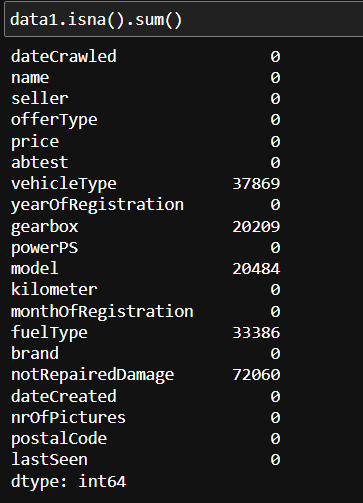 data1.isna().sum()
dateCrawled 0
name 0
seller 0
offerType 0
price 0
abtest 0
vehicleType 37869
yearOfRegistration 0
gearbox 20209
powerPS 0
model 20484
kilometer 0
monthOfRegistration 0
fuelType 33386
brand 0
notRepairedDamage 72060
dateCreated 0
nrOfPictures 0
postalCode 0
lastSeen 0
dtype: int64